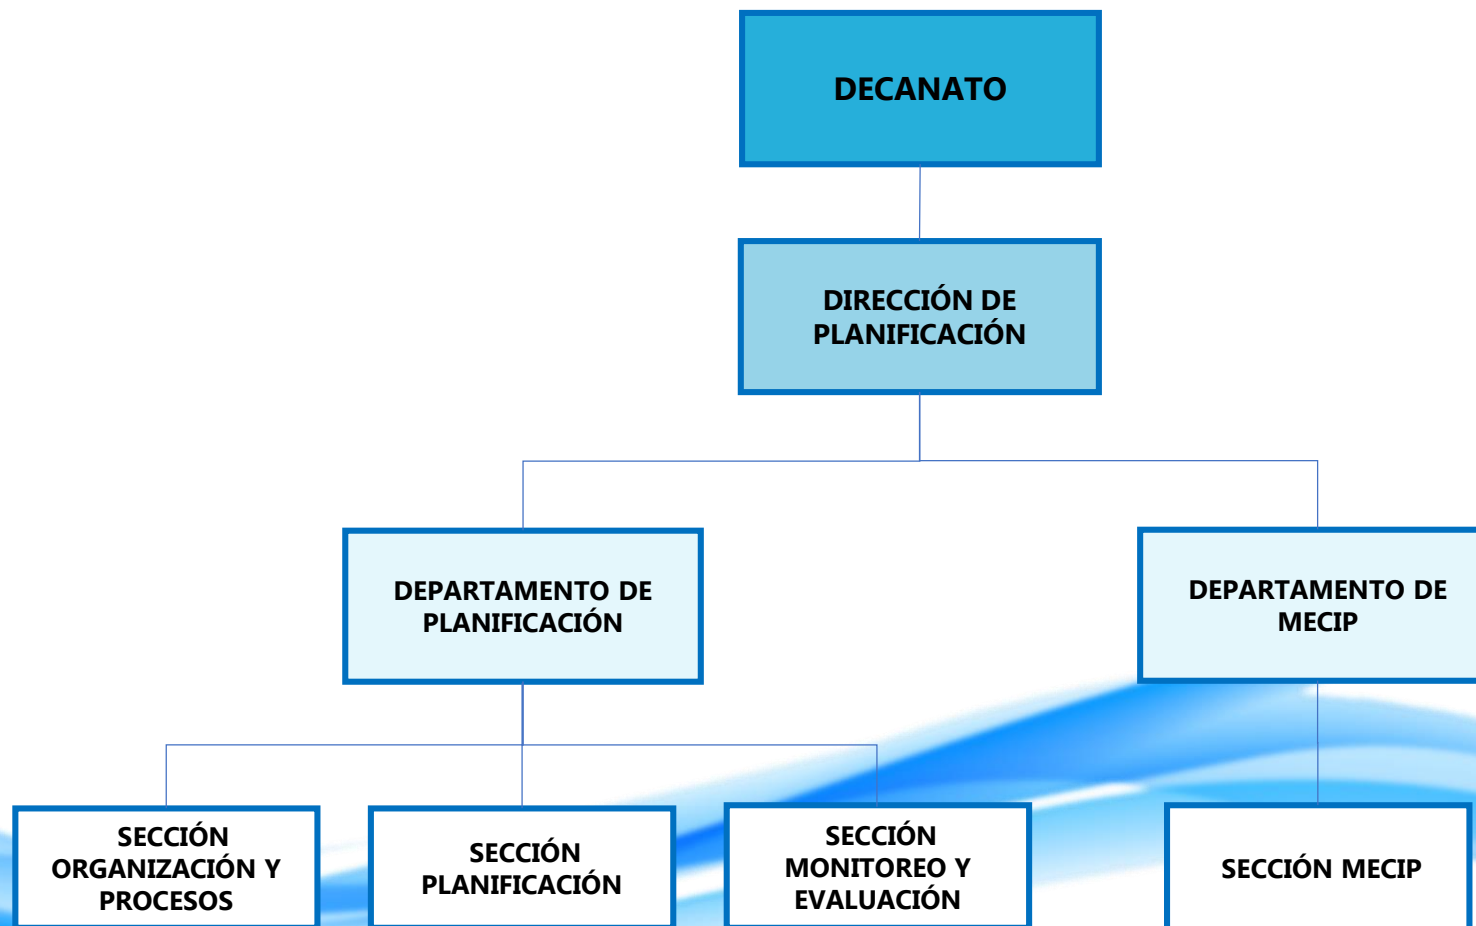 DECANATO
DIRECCIÓN DE
PLANIFICACIÓN
DEPARTAMENTO DE
PLANIFICACIÓN
DEPARTAMENTO DE
MECIP
SECCIÓN
ORGANIZACIÓN Y
PROCESOS
SECCIÓN
PLANIFICACIÓN
SECCIÓN
MONITOREO Y
EVALUACIÓN
SECCIÓN MECIP